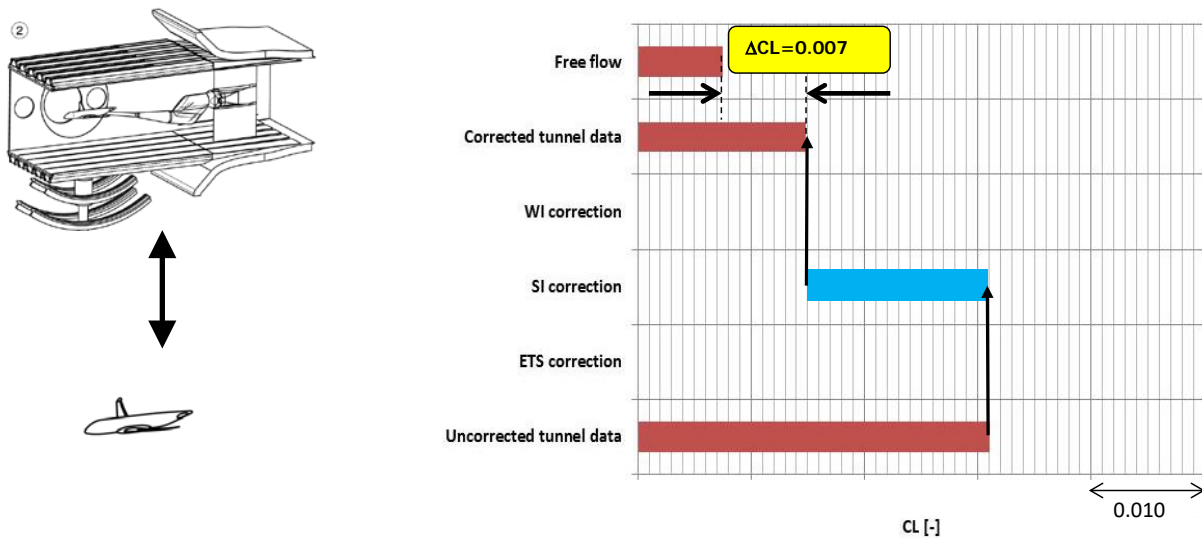 ②
Free flow
ΔCL=0.007
Corrected tunnel data
WI correction
SI correction
ETS correction
Uncorrected tunnel data
0.010
CL [-]